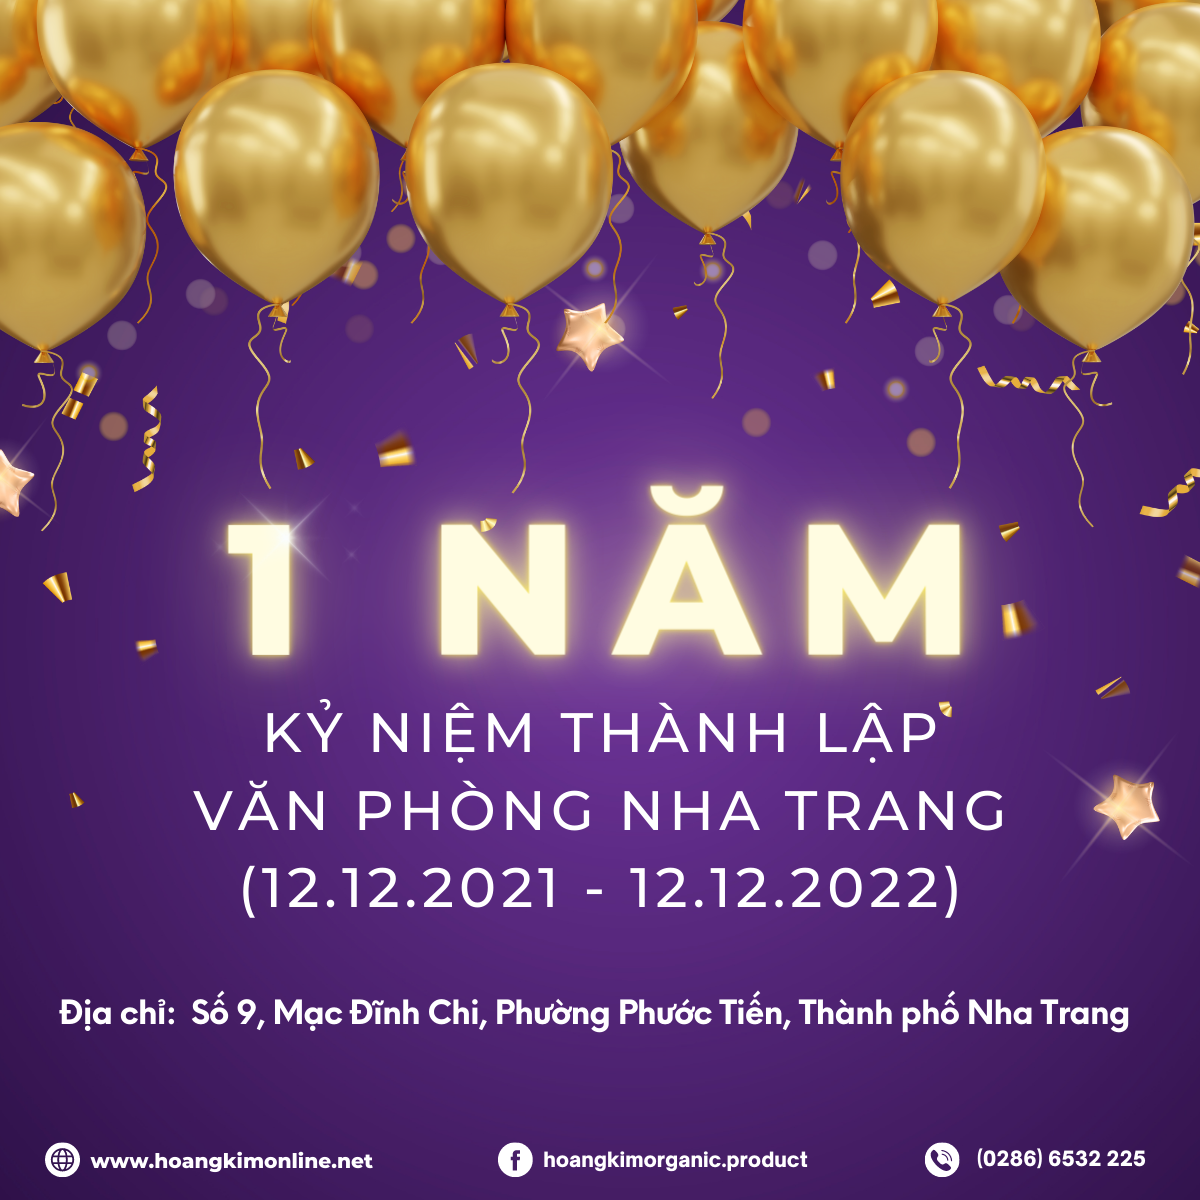 1 NĂM
KỶ NIỆM THÀNH LẬP
VĂN PHÒNG NHA TRANG
(12.12.2021 - 12.12.2022)
Địa chỉ: Số 9, Mạc Đĩnh Chi, Phường Phước Tiến, Thành phố Nha Trang
www.hoangkimonline.net
hoangkimorganic.product
(0286) 6532 225